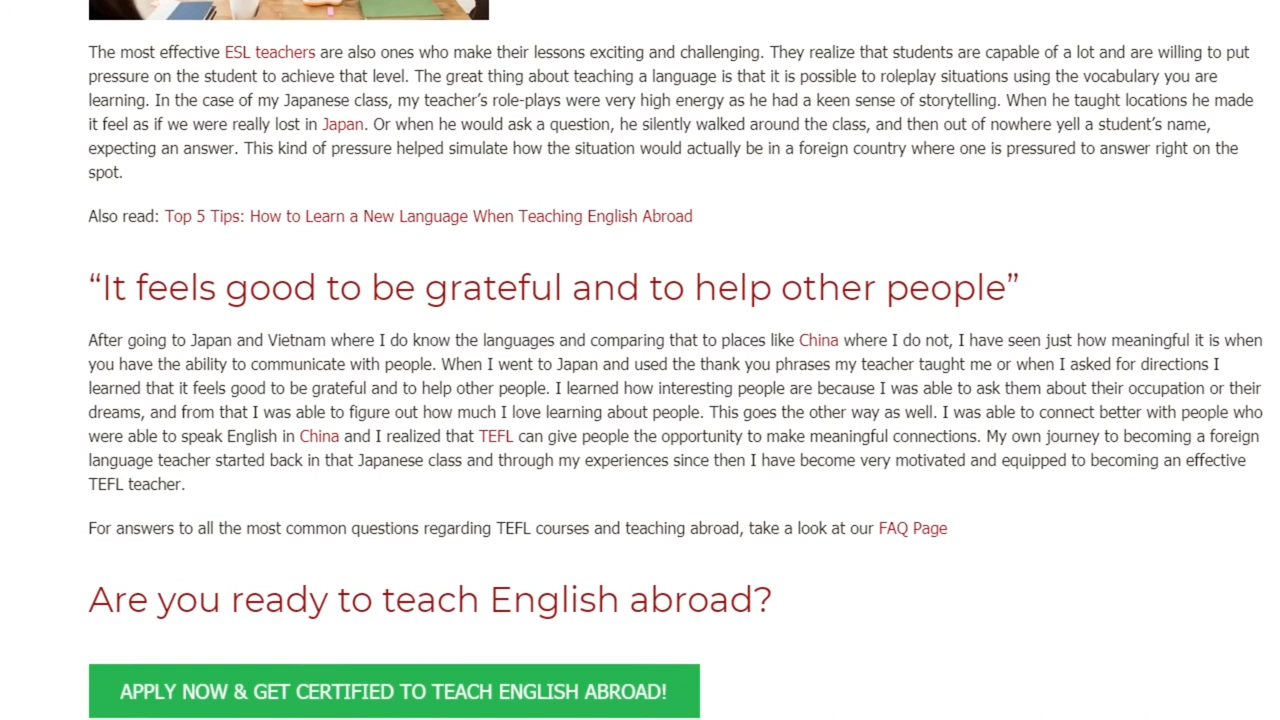 The most effective ESL teachers are also ones who make their lessons exciting and challenging. They realize that students are capable of a lot and are willing to put
pressure on the student to achieve that level. The great thing about teaching a language is that it is possible to roleplay situations using the vocabulary you are
learning. In the case of my Japanese class, my teacher’s role-plays were very high energy as he had a keen sense of storytelling. When he taught locations he made
it feel as if we were really lost in Japan. Or when he would ask a question, he silently walked around the class, and then out of nowhere yell a student’s name,
expecting an answer. This kind of pressure helped simulate how the situation would actually be in a foreign country where one is pressured to answer right on the
spot.
Also read: Top 5 Tips: How to Learn a New Language When Teaching English Abroad
“It feels good to be grateful and to help other people”
After going to Japan and Vietnam where I do know the languages and comparing that to places like China where I do not, I have seen just how meaningful it is when
you have the ability to communicate with people. When I went to Japan and used the thank you phrases my teacher taught me or when I asked for directions I
learned that it feels good to be grateful and to help other people. I learned how interesting people are because I was able to ask them about their occupation or their
dreams, and from that I was able to figure out how much I love learning about people. This goes the other way as well. I was able to connect better with people who
were able to speak English in China and I realized that TEFL can give people the opportunity to make meaningful connections. My own journey to becoming a foreign
language teacher started back in that Japanese class and through my experiences since then I have become very motivated and equipped to becoming an effective
TEFL teacher.
For answers to all the most common questions regarding TEFL courses and teaching abroad, take a look at our FAQ Page
Are you ready to teach English abroad?
APPLY NOW & GET CERTIFIED TO TEACH ENGLISH ABROAD!